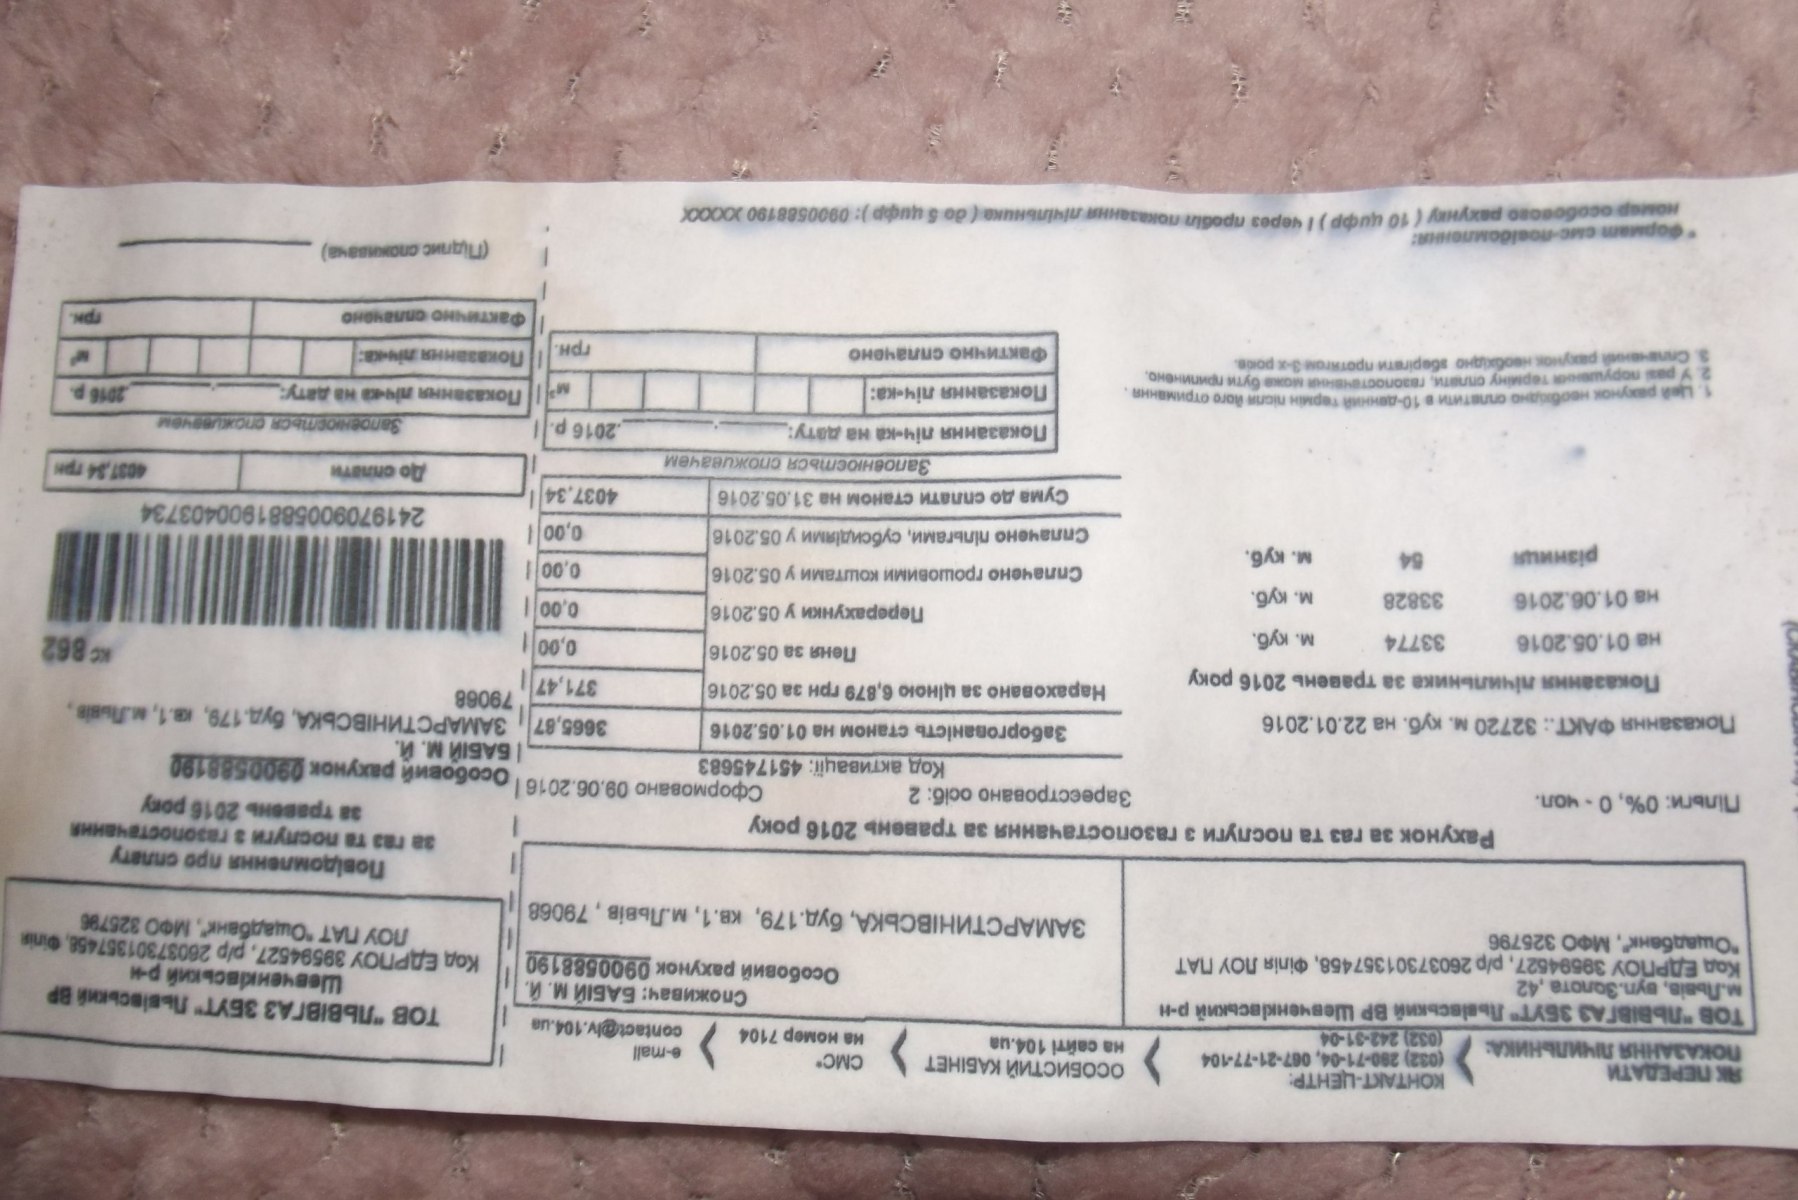 ЯК ПЕРЕДАТИ
ПОКАЗАННЯ ЛІЧИЛЬНИКА:
КОНТАКТ-ЦЕНТР:
(032) 290-71-04, 067-21-77-104
(032) 242-31-04
ОСОБИСТИЙ КАБІНЕТ
на сайті 104.ua
СМС*
на номер 7104
e-mail
contact@lv.104.ua
ТОВ "ЛЬВІВГАЗ ЗБУТ" Львівський ВР Шевченківський р-н
м.Львів, вул.Золота ,42
Код ЕДРПОУ 39594527, р/р 26037301357458, Філія ЛОУ ПАТ
"Ощадбанк", МФО 325796
Споживач: БАБІЙ М. Й.
Особовий рахунок 0900588190
ЗАМАРСТИНІВСЬКА, буд.179, кв.1, м.Львів , 79068
Рахунок за газ та послуги з газопостачання за травень 2016 року
Пільги: 0%, 0 - чол.
Зареєстровано осіб: 2
Сформовано 09.06.2016
Код активації: 451745683
Показання ФАКТ.: 32720 м. куб. на 22.01.2016
Показання лічильника за травень 2016 року
на 01.05.2016 33774 м. куб.
на 01.06.2016 33828 м. куб.
різниця 54 м. куб.
Заборгованість станом на 01.05.2016 3665,87
Нараховано за ціною 6,879 грн за 05.2016 371,47
Пеня за 05.2016 0,00
Перерахунки у 05.2016 0,00
Сплачено грошовими коштами у 05.2016 0,00
Сплачено пільгами, субсидіями у 05.2016 0,00
Сума до сплати станом на 31.05.2016 4037,34
Заповнюється споживачем
Показання ліч-ка на дату: ______.__________.2016 р.
Показання ліч-ка: м³
Фактично сплачено грн.
1. Цей рахунок необхідно сплатити в 10-денний термін після його отримання .
2. У разі порушення терміну сплати, газопостачання може бути припинено.
3. Сплачений рахунок необхідно зберігати протягом 3-х років.
*Формат смс-повідомлення:
номер особового рахунку ( 10 цифр ) і через пробіл показання лічильника ( до 5 цифр ): 0900588190 XXXXX
ТОВ "ЛЬВІВГАЗ ЗБУТ" Львівський ВР
Шевченківський р-н
Код ЕДРПОУ 39594527, р/р 26037301357458, Філія
ЛОУ ПАТ "Ощадбанк", МФО 325796
Повідомлення про сплату
за газ та послуги з газопостачання
за травень 2016 року
Особовий рахунок 0900588190
БАБІЙ М. Й.
ЗАМАРСТИНІВСЬКА, буд.179, кв.1, м.Львів ,
79068
КС 862
2419709005881900403734
До сплати 4037,34 грн
Заповнюється споживачем
Показання ліч-ка на дату: ______.__________2016 р.
Показання ліч-ка: м³
Фактично сплачено грн.
(Підпис споживача)